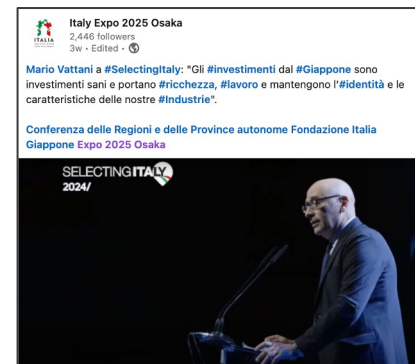 ITALIA
Italy Expo 2025 Osaka
2,446 followers
3w • Edited •
Mario Vattani a #SelectingItaly: "Gli #investimenti dal #Giappone sono
investimenti sani e portano #ricchezza, #lavoro e mantengono l'#identità e le
caratteristiche delle nostre #Industrie".
Conferenza delle Regioni e delle Province autonome Fondazione Italia
Giappone Expo 2025 Osaka
SELECTING ITALY
2024/